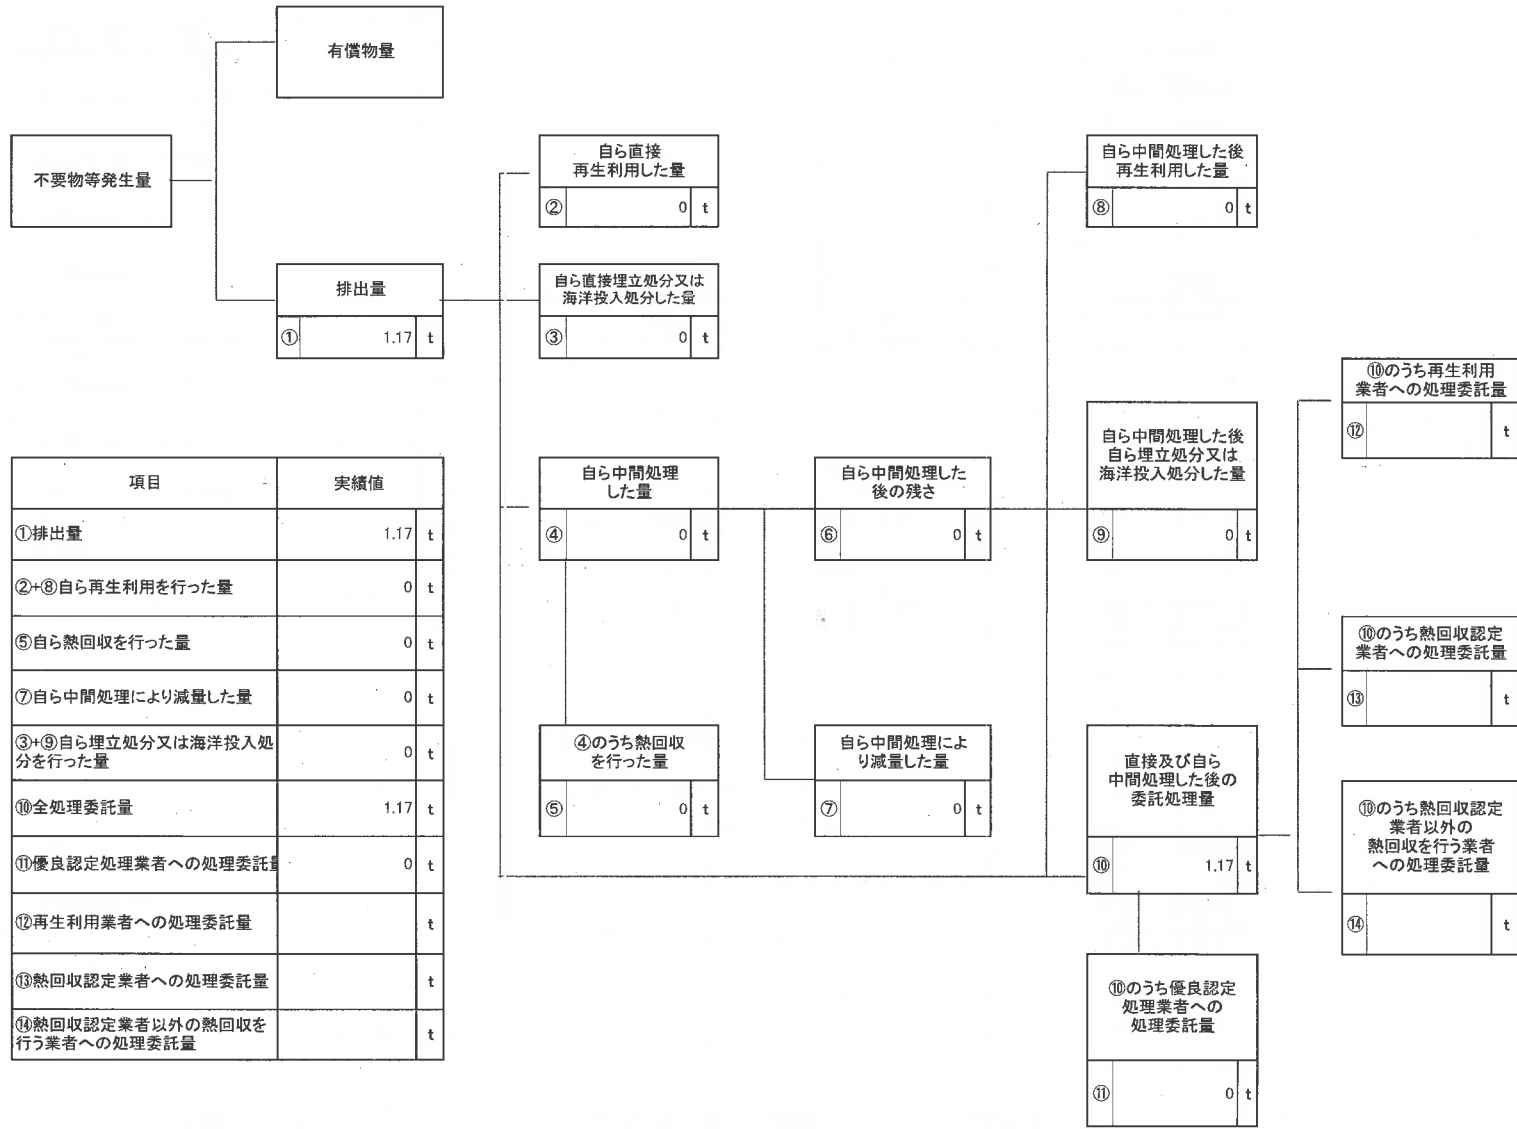 有償物量
不要物等発生量
排出量
① 1.17 t
自ら直接
再生利用した量
② 0 t
自ら直接埋立処分又は
海洋投入処分した量
③ 0 t
自ら中間処理
した量
④ 0 t
④のうち熱回収
を行った量
⑤ 0 t
自ら中間処理した
後の残さ
⑥ 0 t
自ら中間処理によ
り減量した量
⑦ 0 t
自ら中間処理した後
再生利用した量
⑧ 0 t
自ら中間処理した後
自ら埋立処分又は
海洋投入処分した量
⑨ 0 t
直接及び自ら
中間処理した後の
委託処理量
⑩ 1.17 t
⑩のうち優良認定
処理業者への
処理委託量
⑪ 0 t
⑩のうち再生利用
業者への処理委託量
⑫ t
⑩のうち熱回収認定
業者への処理委託量
⑬ t
⑩のうち熱回収認定
業者以外の
熱回収を行う業者
への処理委託量
⑭ t
項目 実績値
①排出量 1.17 t
②+⑧自ら再生利用を行った量 0 t
⑤自ら熱回収を行った量 0 t
⑦自ら中間処理により減量した量 0 t
③+⑨自ら埋立処分又は海洋投入処
分を行った量 0 t
⑩全処理委託量 1.17 t
⑪優良認定処理業者への処理委託量 0 t
⑫再生利用業者への処理委託量 t
⑬熱回収認定業者への処理委託量 t
⑭熱回収認定業者以外の熱回収を
行う業者への処理委託量 t